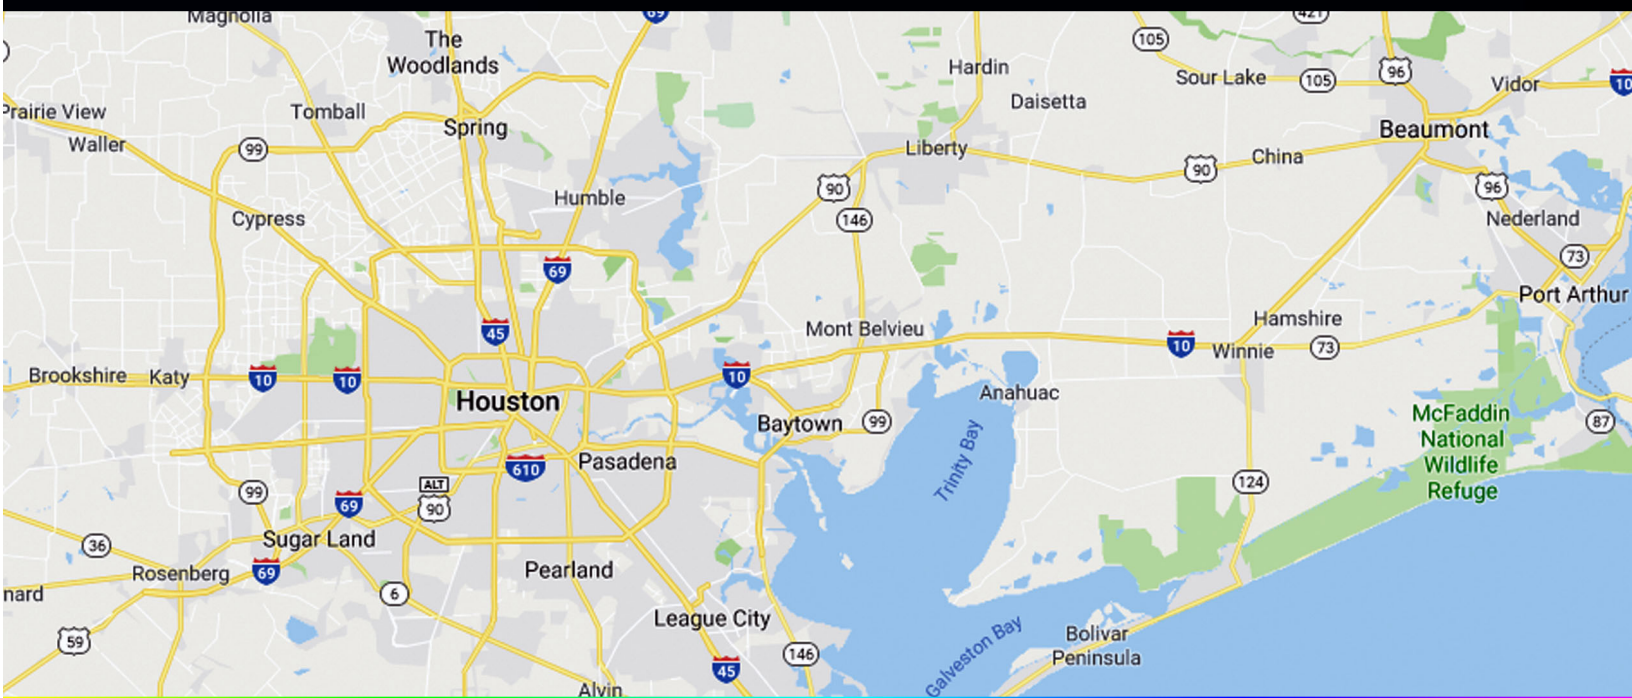 Magnolia
69
421
The
Woodlands
105
Hardin
Sour Lake
105
96
Vidor
10
Prairie View
Tomball
Daisetta
Spring
Beaumont
Waller
99
Liberty
China
90
90
96
Humble
Cypress
146
Nederland
73
69
Port Arthur
45
Mont Belvieu
Hamshire
10
Winnie
73
Brookshire
Katy
10
10
10
Houston
Anahuac
Baytown
99
McFaddin
National
Wildlife
Refuge
87
Trinity Bay
610
Pasadena
ALT
90
99
69
124
Sugar Land
36
Rosenberg
69
Pearland
nard
6
League City
59
146
Galveston Bay
Bolivar
Peninsula
45
Alvin